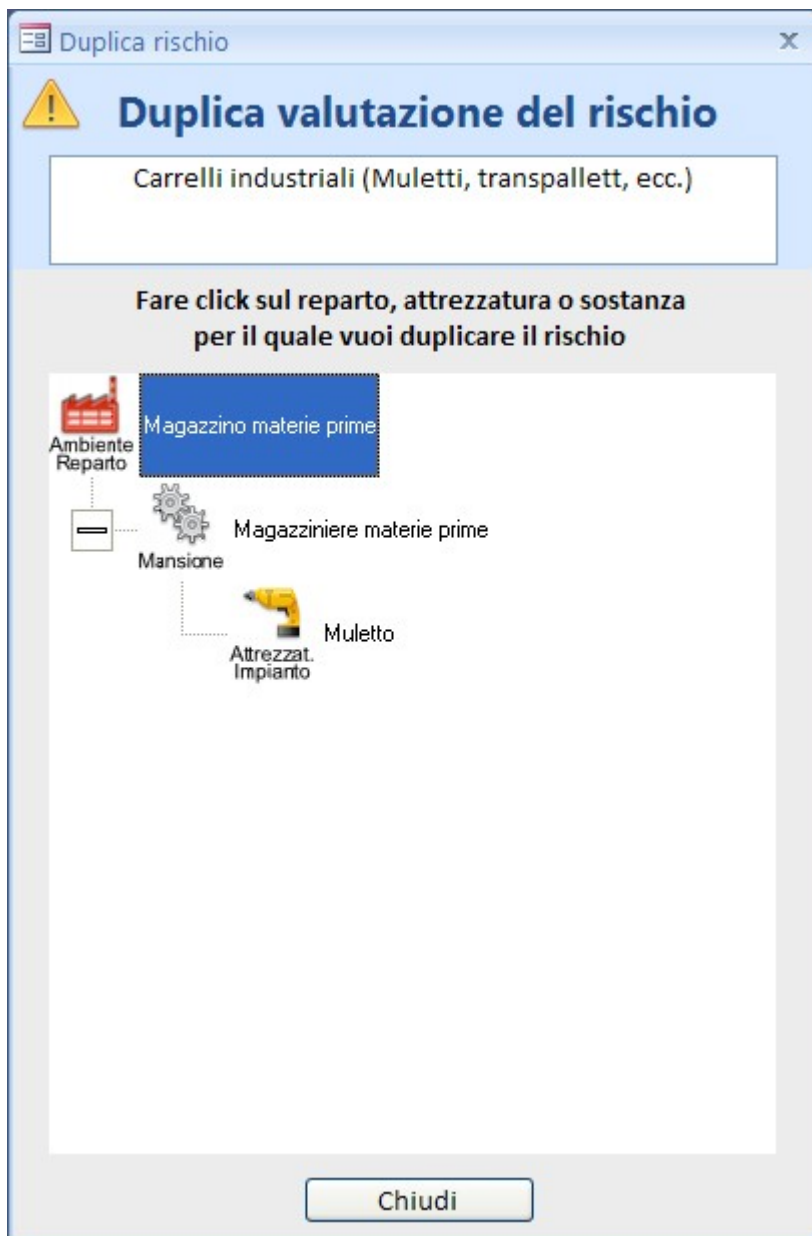 Duplica rischio
Duplica valutazione del rischio
Carrelli industriali (Muletti, transpallett, ecc.)
Fare click sul reparto, attrezzatura o sostanza
per il quale vuoi duplicare il rischio
Ambiente
Reparto
Magazzino materie prime
Mansione
Magazziniere materie prime
Attrezzat.
Impianto
Muletto
Chiudi